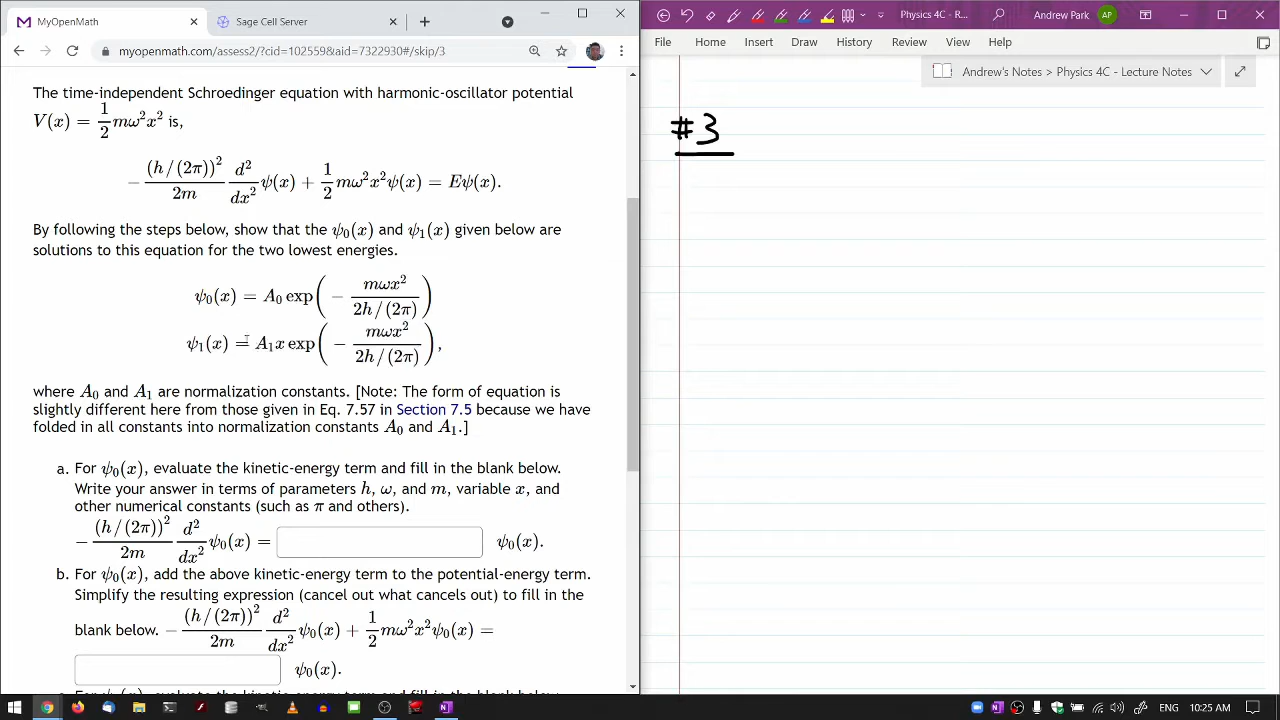 MyOpenMath
Sage Cell Server
myopenmath.com/assess2/?cid=102559&aid=7322930#/skip/3
The time-independent Schroedinger equation with harmonic-oscillator potential
V(x) = 1/2 mω²x² is,
− (h/(2π))²/2m d²/dx² ψ(x) + 1/2 mω²x²ψ(x) = Eψ(x).
By following the steps below, show that the ψ₀(x) and ψ₁(x) given below are
solutions to this equation for the two lowest energies.
ψ₀(x) = A₀ exp(− mωx²/2h/(2π))
ψ₁(x) = A₁x exp(− mωx²/2h/(2π)),
where A₀ and A₁ are normalization constants. [Note: The form of equation is
slightly different here from those given in Eq. 7.57 in Section 7.5 because we have
folded in all constants into normalization constants A₀ and A₁.]
a. For ψ₀(x), evaluate the kinetic-energy term and fill in the blank below.
Write your answer in terms of parameters h, ω, and m, variable x, and
other numerical constants (such as π and others).
− (h/(2π))²/2m d²/dx² ψ₀(x) = ψ₀(x).
b. For ψ₀(x), add the above kinetic-energy term to the potential-energy term.
Simplify the resulting expression (cancel out what cancels out) to fill in the
blank below. − (h/(2π))²/2m d²/dx² ψ₀(x) + 1/2 mω²x²ψ₀(x) =
ψ₀(x).
Physics 4C - R...
Andrew Park
AP
File
Home
Insert
Draw
History
Review
View
Help
Andrew's Notes > Physics 4C - Lecture Notes
#3
ENG
10:25 AM